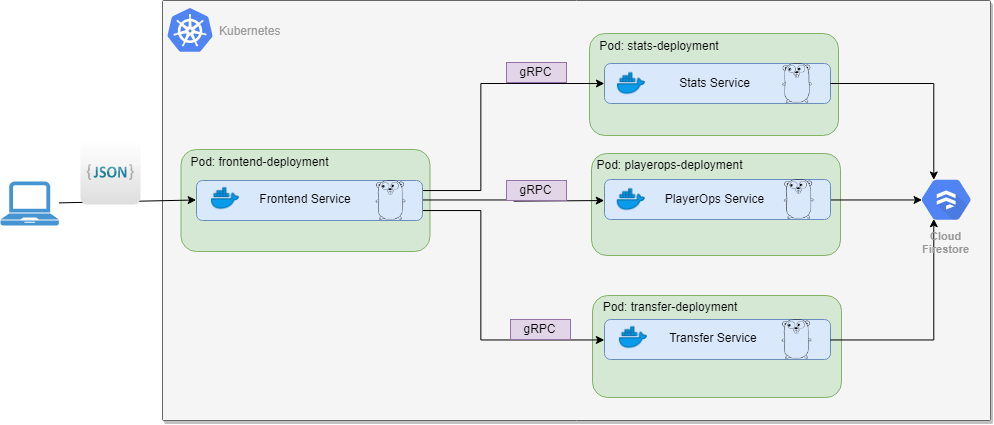 Kubernetes
Pod: stats-deployment
gRPC
Stats Service
{JSON}
Pod: frontend-deployment
Frontend Service
Pod: playerops-deployment
gRPC
PlayerOps Service
Cloud
Firestore
Pod: transfer-deployment
gRPC
Transfer Service